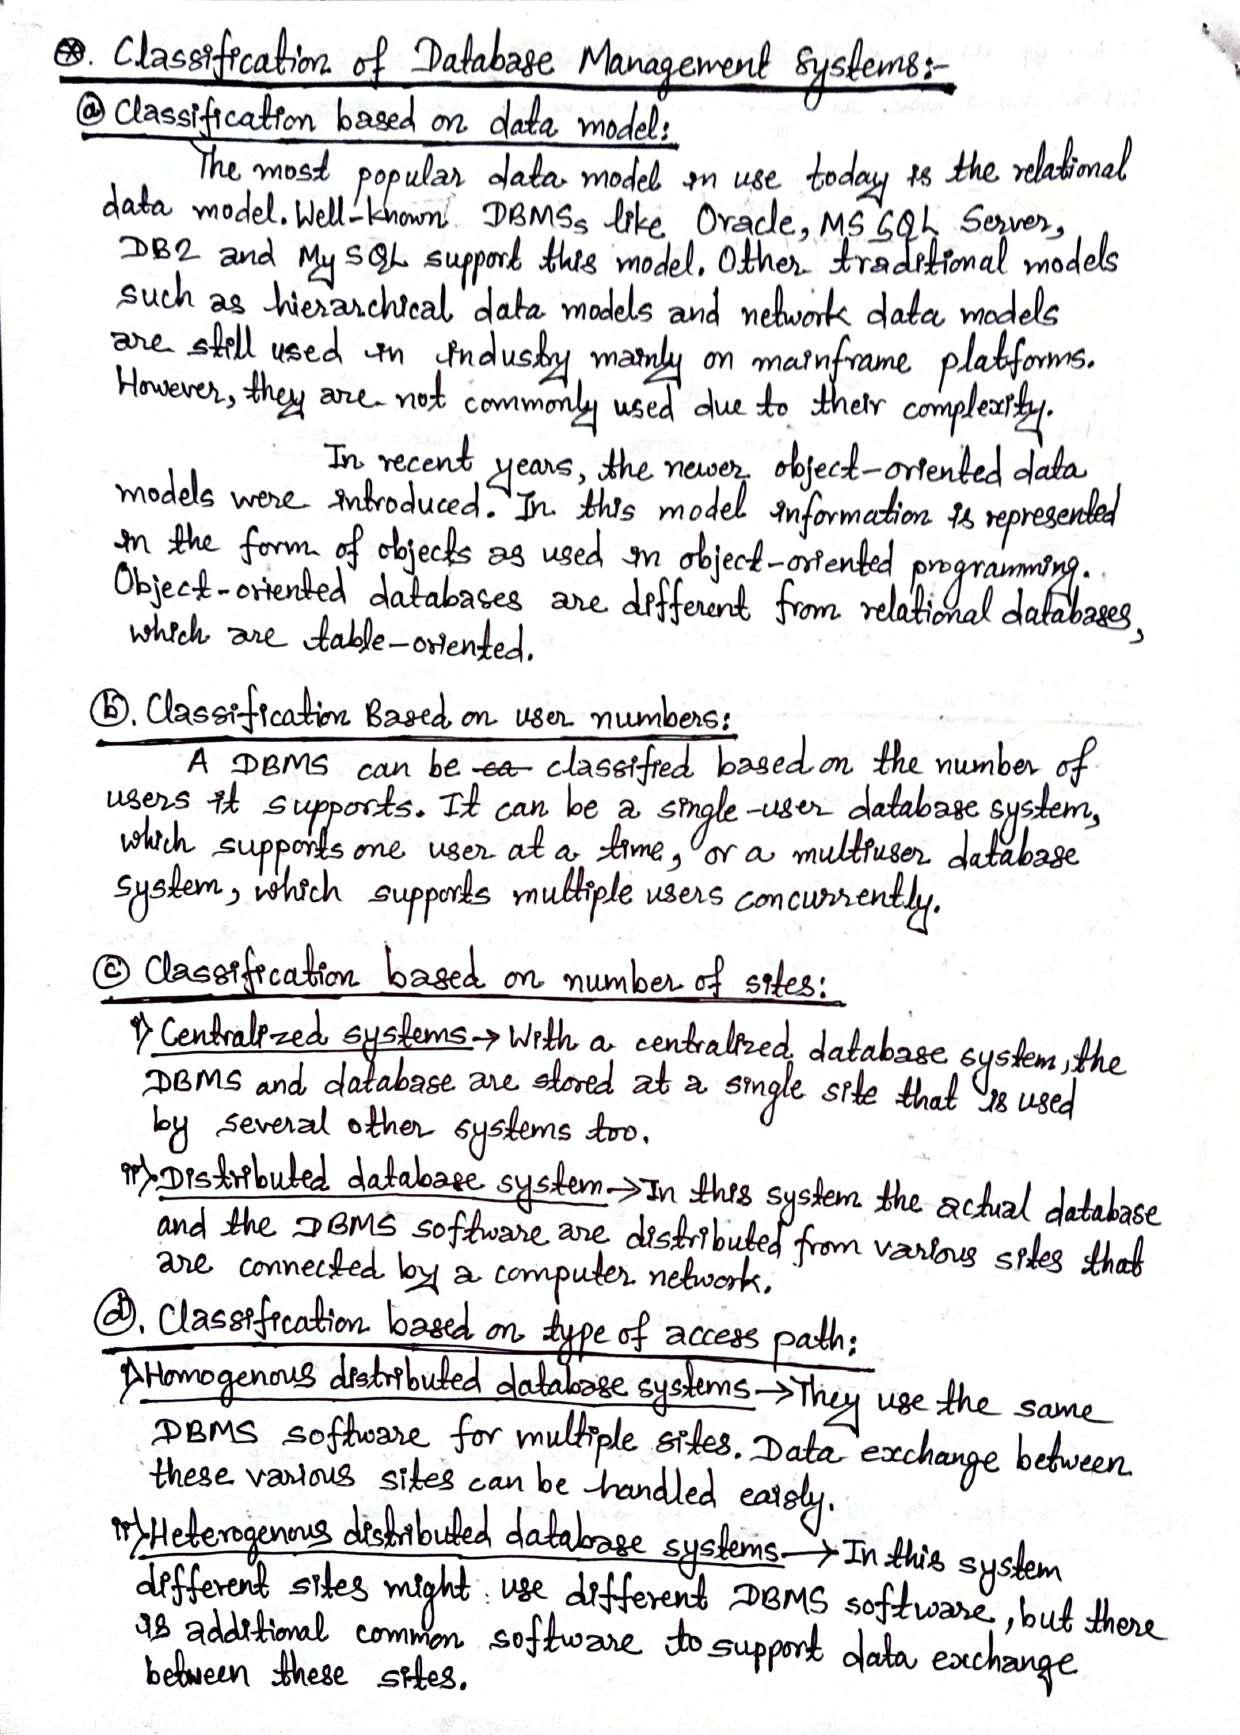 ⊛. Classification of Database Management Systems:-
ⓐ Classification based on data model:
The most popular data model in use today is the relational
data model. Well-known DBMSs like Oracle, MS SQL Server,
DB2 and My SQL support this model. Other traditional models
such as hierarchical data models and network data models
are still used in industry mainly on mainframe platforms.
However, they are not commonly used due to their complexity.
In recent years, the newer object-oriented data
models were introduced. In this model information is represented
in the form of objects as used in object-oriented programming.
Object-oriented databases are different from relational databases,
which are table-oriented.
ⓑ. Classification Based on user numbers:
A DBMS can be ca classified based on the number of
users it supports. It can be a single-user database system,
which supports one user at a time, or a multiuser database
system, which supports multiple users concurrently.
ⓒ Classification based on number of sites:
i) Centralized systems → With a centralized database system, the
DBMS and database are stored at a single site that is used
by several other systems too.
ii) Distributed database system → In this system the actual database
and the DBMS software are distributed from various sites that
are connected by a computer network.
ⓓ. Classification based on type of access path:
i) Homogenous distributed database systems → They use the same
DBMS software for multiple sites. Data exchange between
these various sites can be handled eaisly.
ii) Heterogenous distributed database systems → In this system
different sites might use different DBMS software, but there
is additional common software to support data exchange
between these sites.